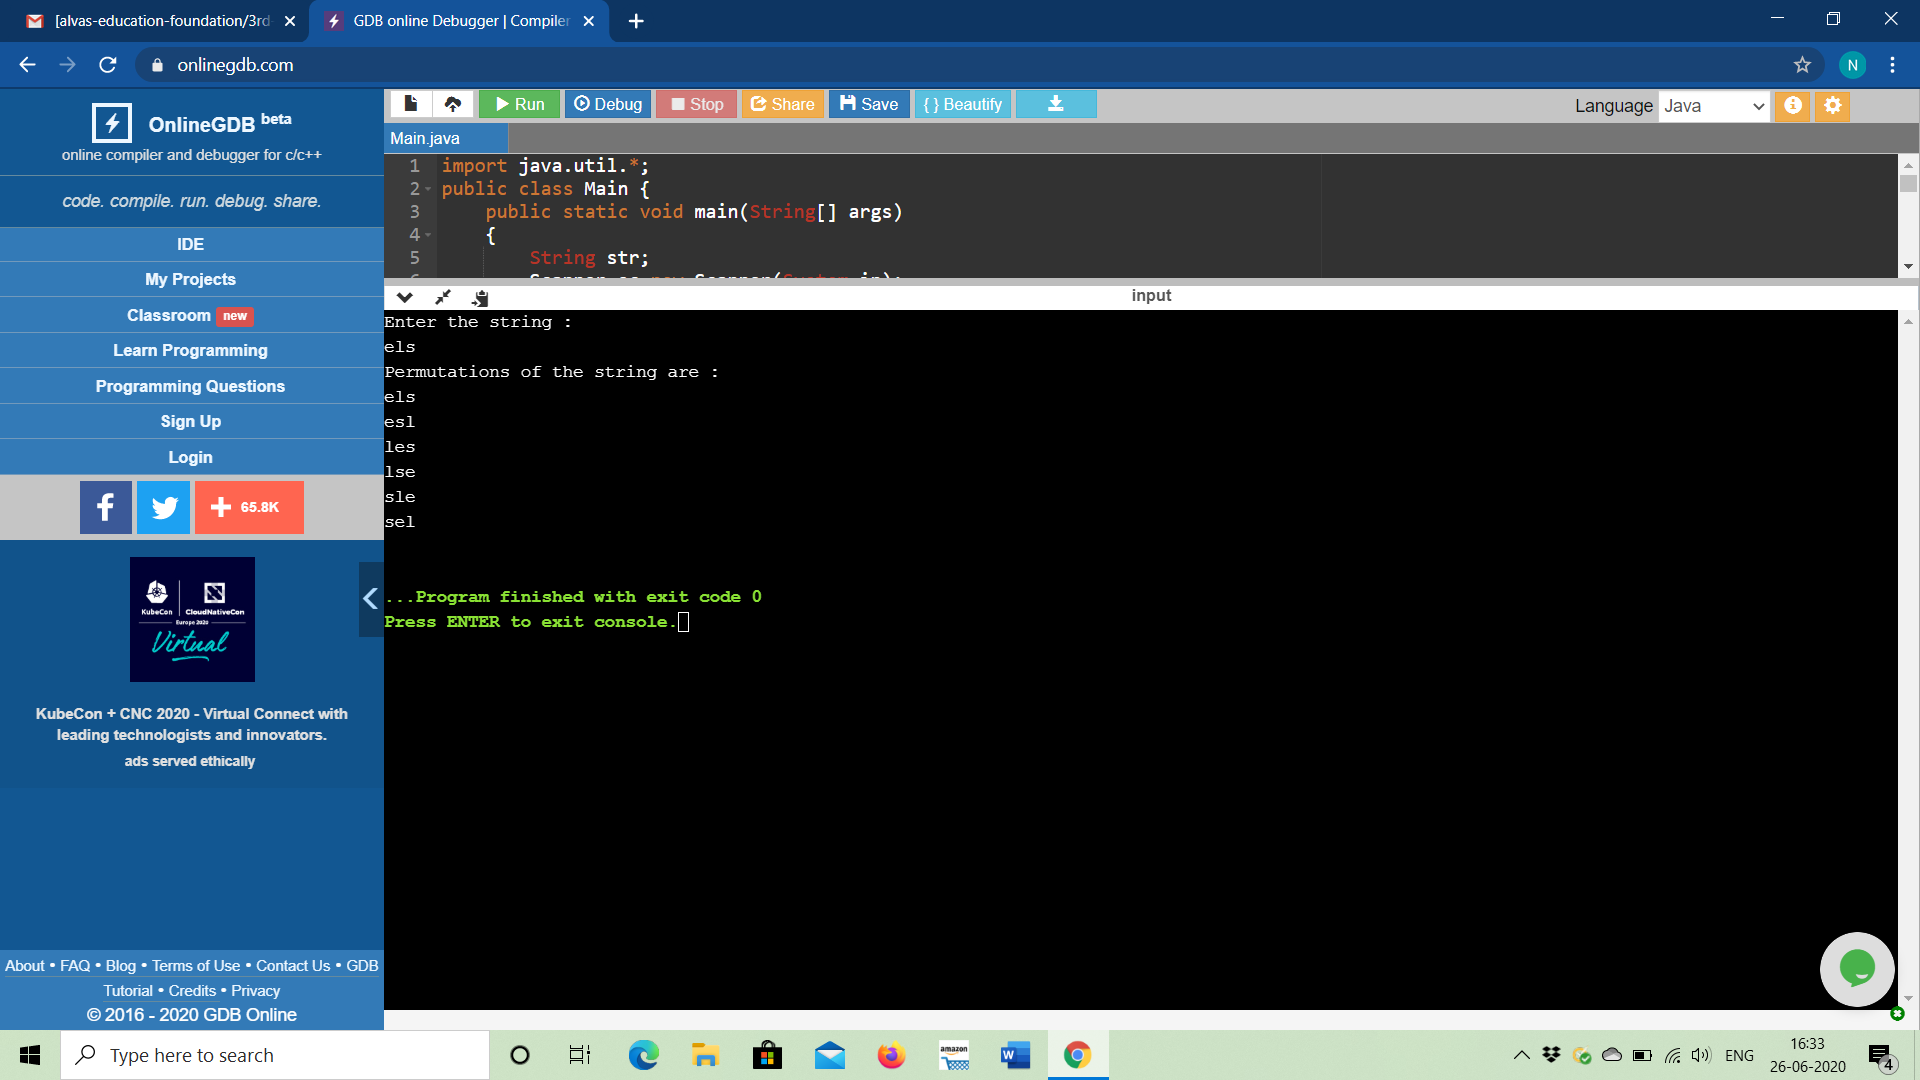 [alvas-education-foundation/3rd-
GDB online Debugger | Compiler
onlinegdb.com
N
OnlineGDB beta
online compiler and debugger for c/c++
code. compile. run. debug. share.
IDE
My Projects
Classroom new
Learn Programming
Programming Questions
Sign Up
Login
65.8K
KubeCon CloudNativeCon
Europe 2020
Virtual
KubeCon + CNC 2020 - Virtual Connect with
leading technologists and innovators.
ads served ethically
About • FAQ • Blog • Terms of Use • Contact Us • GDB
Tutorial • Credits • Privacy
© 2016 - 2020 GDB Online
Run Debug Stop Share Save {} Beautify
Language Java
Main.java
1 import java.util.*;
2 public class Main {
3 public static void main(String[] args)
4 {
5 String str;
input
Enter the string :
els
Permutations of the string are :
els
esl
les
lse
sle
sel
...Program finished with exit code 0
Press ENTER to exit console.
Type here to search
amazon
W
ENG
16:33
26-06-2020
4